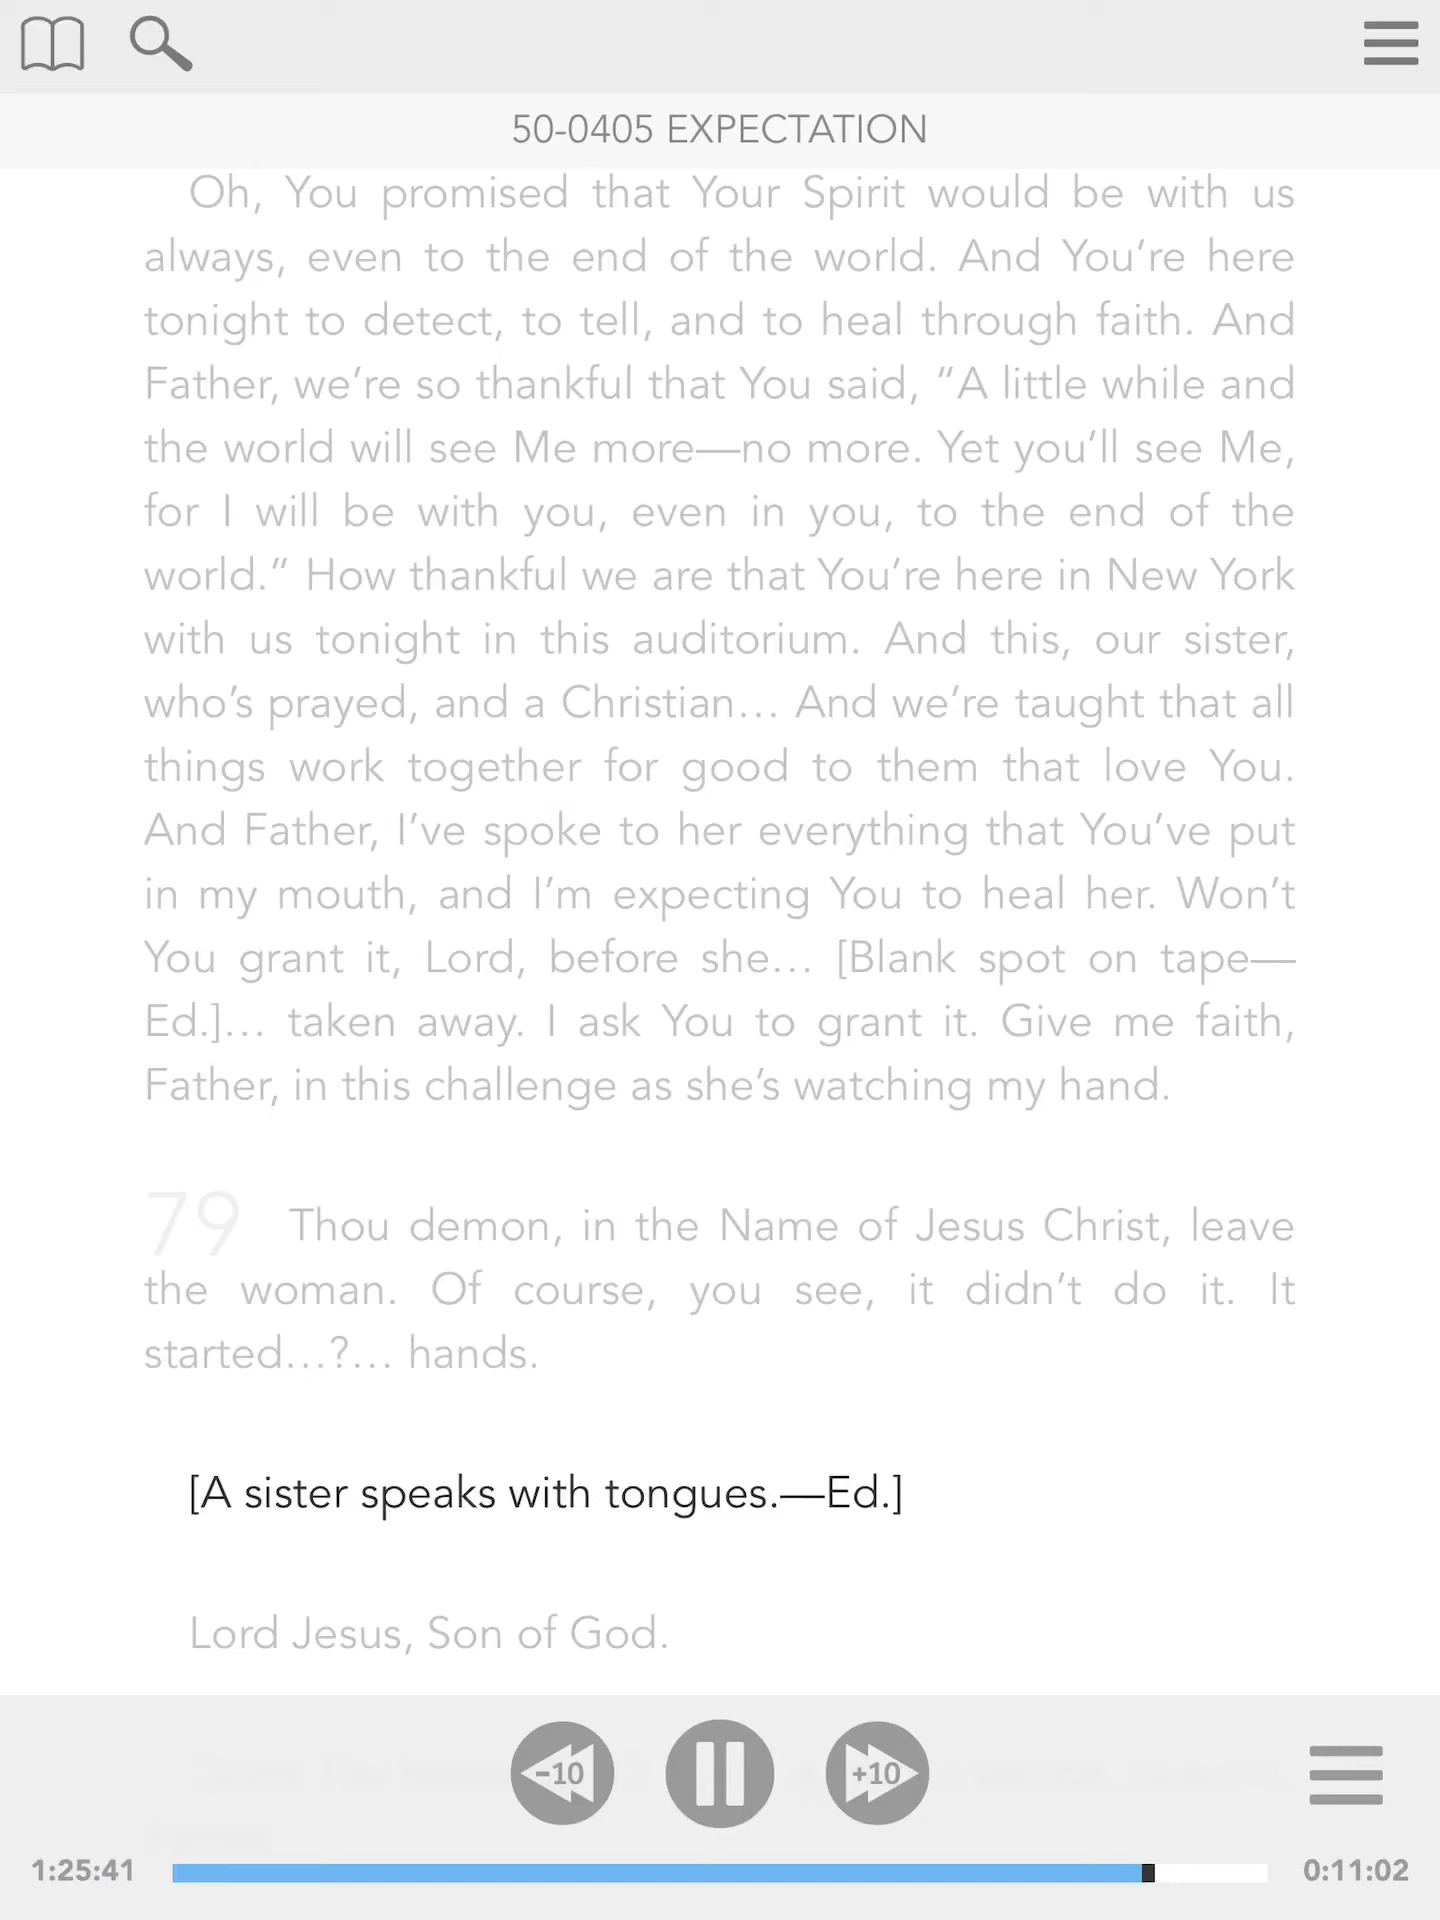 50-0405 EXPECTATION
Oh, You promised that Your Spirit would be with us
always, even to the end of the world. And You’re here
tonight to detect, to tell, and to heal through faith. And
Father, we’re so thankful that You said, “A little while and
the world will see Me more—no more. Yet you’ll see Me,
for I will be with you, even in you, to the end of the
world.” How thankful we are that You’re here in New York
with us tonight in this auditorium. And this, our sister,
who’s prayed, and a Christian… And we’re taught that all
things work together for good to them that love You.
And Father, I’ve spoke to her everything that You’ve put
in my mouth, and I’m expecting You to heal her. Won’t
You grant it, Lord, before she… [Blank spot on tape—
Ed.]… taken away. I ask You to grant it. Give me faith,
Father, in this challenge as she’s watching my hand.
79 Thou demon, in the Name of Jesus Christ, leave
the woman. Of course, you see, it didn’t do it. It
started…?… hands.
[A sister speaks with tongues.—Ed.]
Lord Jesus, Son of God.
-10 +10
1:25:41 0:11:02